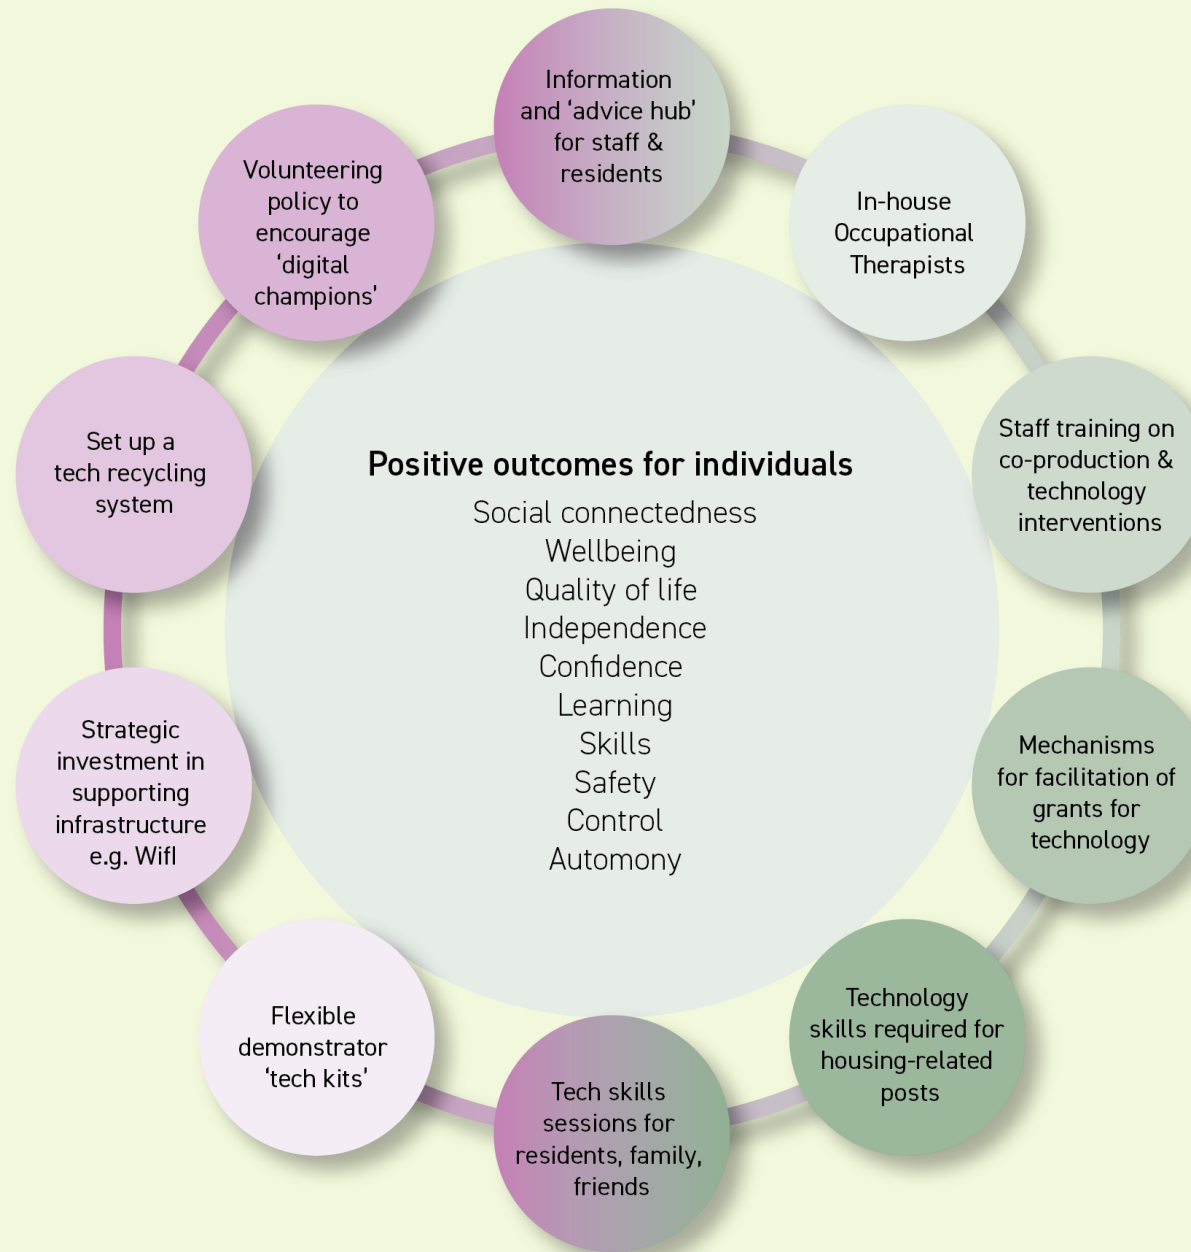 Information
and ‘advice hub’
for staff &
residents
In-house
Occupational
Therapists
Staff training on
co-production &
technology
interventions
Mechanisms
for facilitation of
grants for
technology
Technology
skills required for
housing-related
posts
Tech skills
sessions for
residents, family,
friends
Flexible
demonstrator
‘tech kits’
Strategic
investment in
supporting
infrastructure
e.g. Wifl
Set up a
tech recycling
system
Volunteering
policy to
encourage
‘digital
champions’
Positive outcomes for individuals
Social connectedness
Wellbeing
Quality of life
Independence
Confidence
Learning
Skills
Safety
Control
Automony